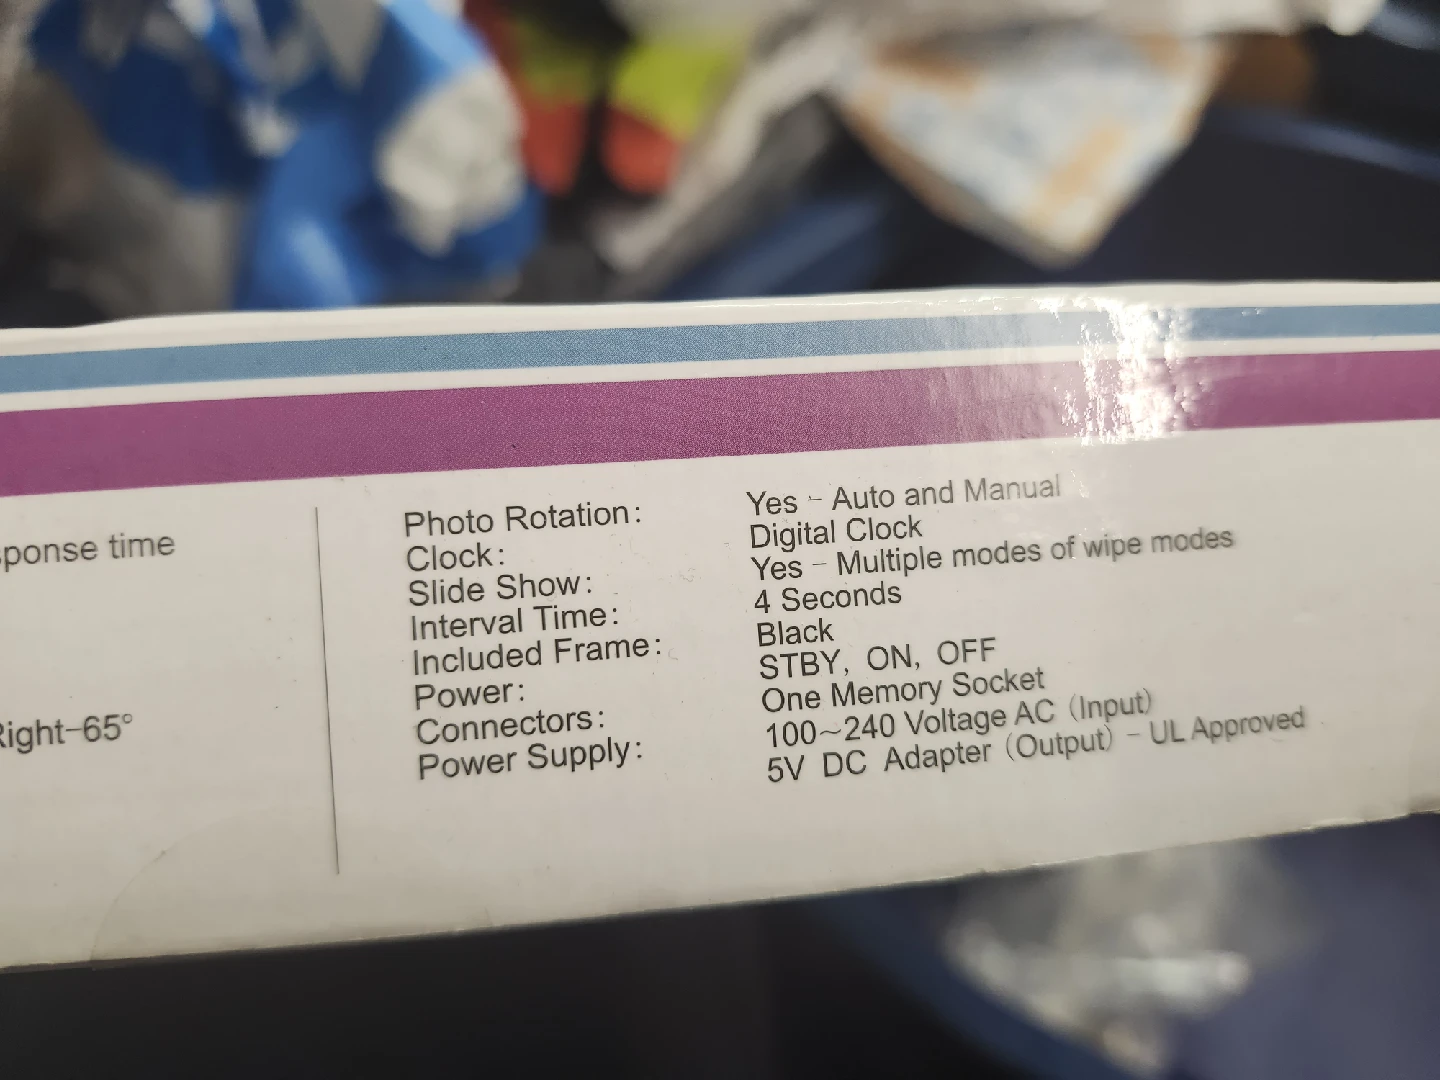 ponse time
Right-65°
Photo Rotation: Yes - Auto and Manual
Clock: Digital Clock
Slide Show: Yes - Multiple modes of wipe modes
Interval Time: 4 Seconds
Included Frame: Black
Power: STBY, ON, OFF
Connectors: One Memory Socket
Power Supply: 100~240 Voltage AC (Input)
5V DC Adapter (Output) - UL Approved